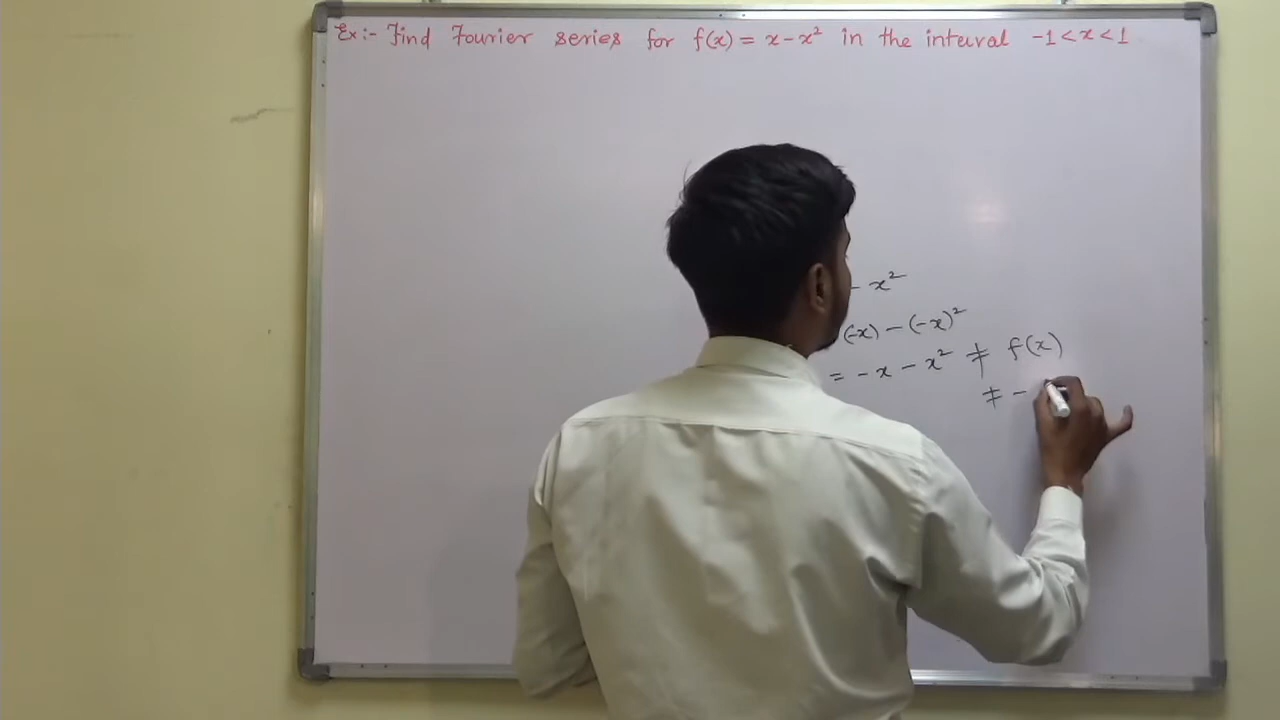 Ex:- Find Fourier series for f(x) = x - x² in the interval -1 < x < 1
- x²
(-x) - (-x)²
= -x - x² ≠ f(x)
≠ -